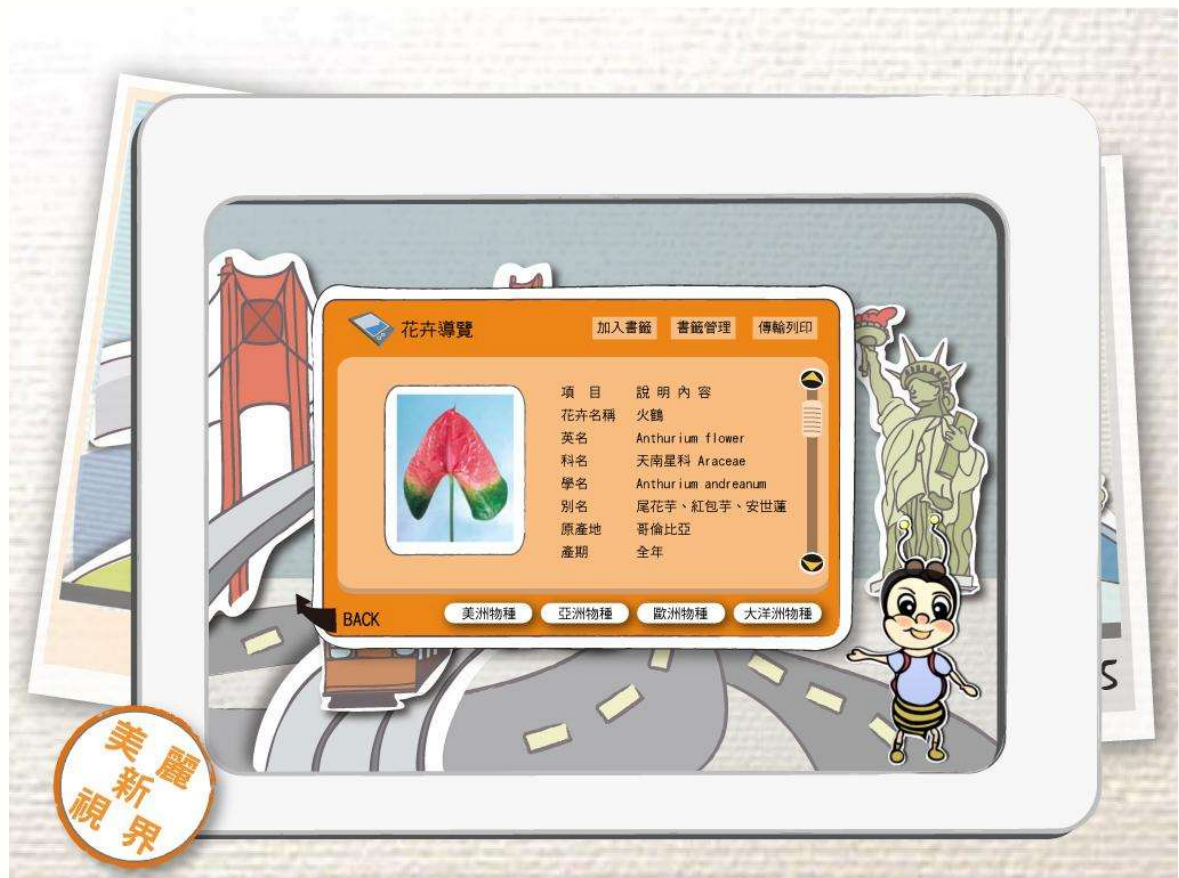 花卉導覽 加入書籤 書籤管理 傳輸列印
項目 說明內容
花卉名稱 火鶴
英名 Anthurium flower
科名 天南星科 Araceae
學名 Anthurium andreanum
別名 尾花芋、紅包芋、安世蓮
原產地 哥倫比亞
產期 全年
BACK 美洲物種 亞洲物種 歐洲物種 大洋洲物種
S
美麗
新
視界